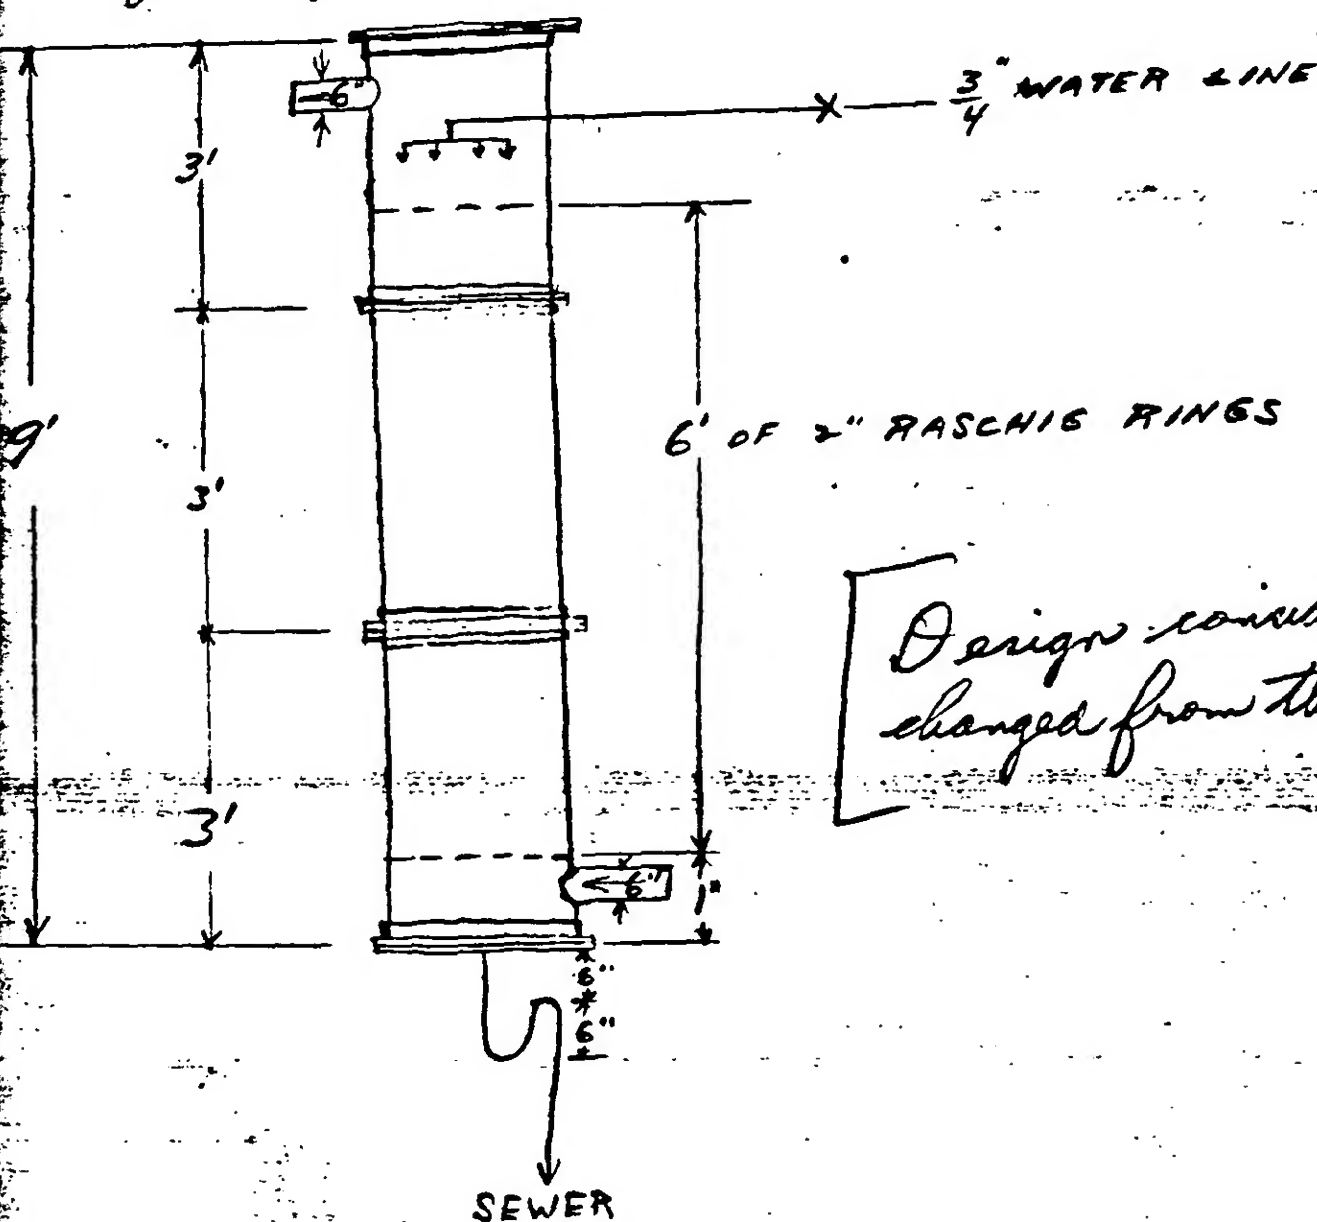 6"
3/4" WATER LINE
3'
9'
6' OF 2" RASCHIG RINGS
3'
Design
changed from
3'
6"
1"
6"
6"
SEWER